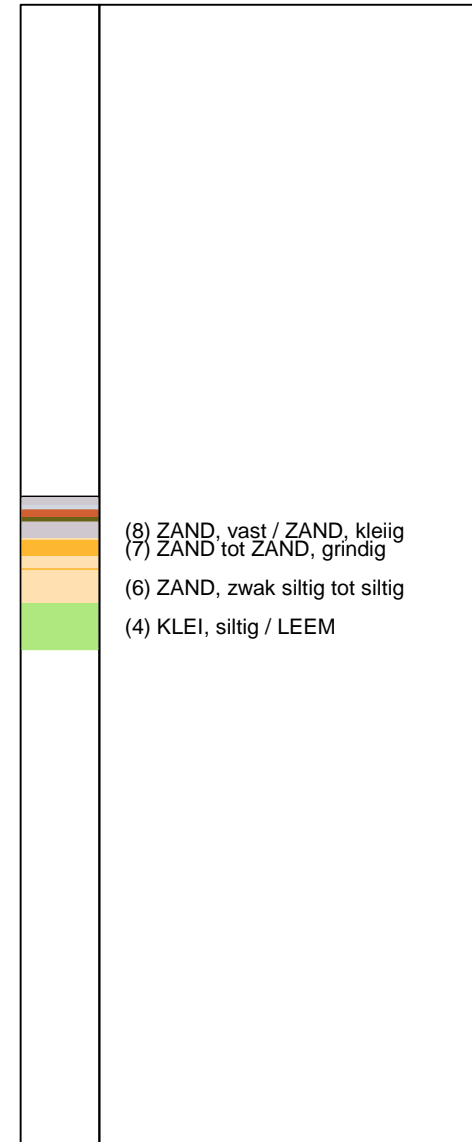 (8) ZAND, vast / ZAND, kleiig
(7) ZAND tot ZAND, grindig
(6) ZAND, zwak siltig tot siltig
(4) KLEI, siltig / LEEM